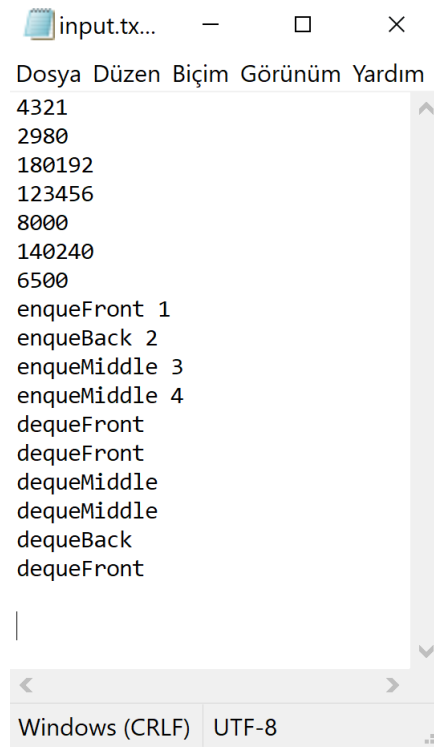 input.tx...
Dosya Düzen Biçim Görünüm Yardım
4321
2980
180192
123456
8000
140240
6500
enqueFront 1
enqueBack 2
enqueMiddle 3
enqueMiddle 4
dequeFront
dequeFront
dequeMiddle
dequeMiddle
dequeBack
dequeFront
Windows (CRLF) UTF-8